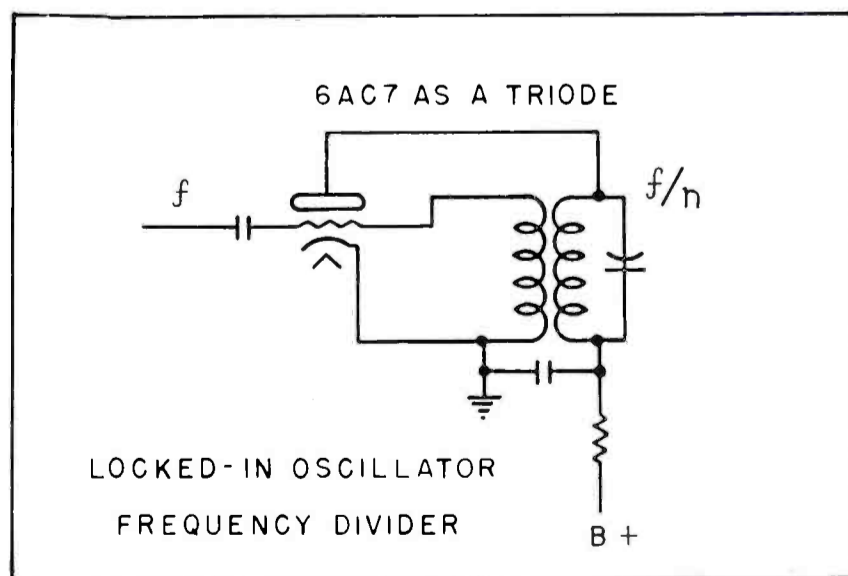 6AC7 AS A TRIODE
f
f/n
LOCKED-IN OSCILLATOR
FREQUENCY DIVIDER
B +